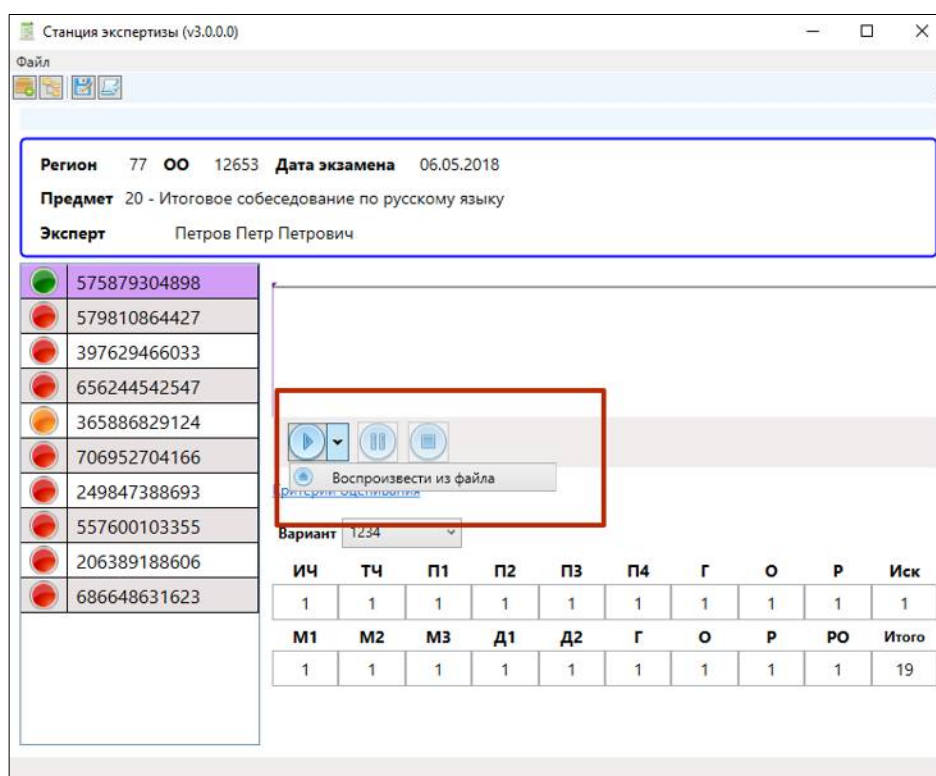 Станция экспертизы (v3.0.0.0)
Файл
Регион 77 ОО 12653 Дата экзамена 06.05.2018
Предмет 20 - Итоговое собеседование по русскому языку
Эксперт Петров Петр Петрович
575879304898
579810864427
397629466033
656244542547
365886829124
706952704166
249847388693
557600103355
206389188606
686648631623
Воспроизвести из файла
Критерии оценивания
Вариант 1234
ИЧ ТЧ П1 П2 П3 П4 Г О Р Иск
1 1 1 1 1 1 1 1 1 1
М1 М2 М3 Д1 Д2 Г О Р РО Итого
1 1 1 1 1 1 1 1 1 19